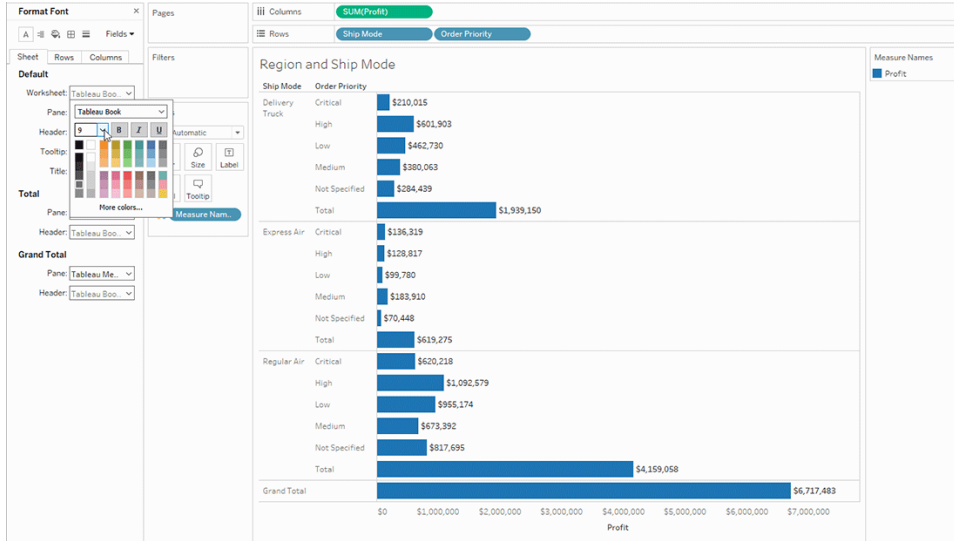 Format Font ×
Fields
Sheet Rows Columns
Default
Worksheet: Tableau Boo..
Pane:
Tableau Book
Header:
9 B I U
Tooltip:
Title:
More colors...
Total
Pane:
Header: Tableau Boo..
Grand Total
Pane: Tableau Me..
Header: Tableau Boo..
Pages
Filters
Automatic
Size Label
Tooltip
Measure Nam..
Columns SUM(Profit)
Rows Ship Mode Order Priority
Region and Ship Mode
Ship Mode Order Priority
Delivery Truck Critical $210,015
High $601,903
Low $462,730
Medium $380,063
Not Specified $284,439
Total $1,939,150
Express Air Critical $136,319
High $128,817
Low $99,780
Medium $183,910
Not Specified $70,448
Total $619,275
Regular Air Critical $620,218
High $1,092,579
Low $955,174
Medium $673,392
Not Specified $817,695
Total $4,159,058
Grand Total $6,717,483
$0 $1,000,000 $2,000,000 $3,000,000 $4,000,000 $5,000,000 $6,000,000 $7,000,000
Profit
Measure Names
Profit